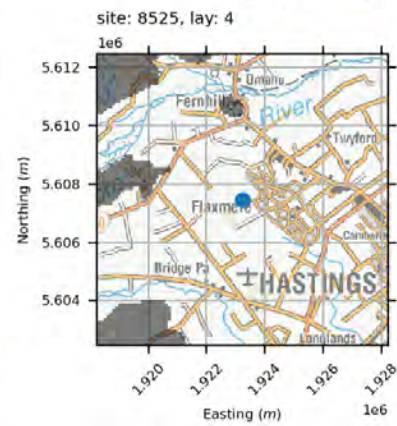 site: 8525, lay: 4
1e6
5.612
5.610
5.608
5.606
5.604
Northing (m)
Omahu
Fernhill
River
Twyford
Flaxmere
Bridge Pa
HASTINGS
Longlands
1.920
1.922
1.924
1.926
1.928
Easting (m)
1e6